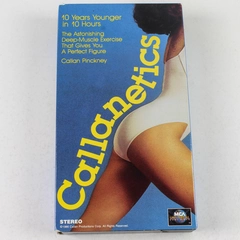 10 Years Younger
In 10 Hours
The Astonishing
Deep-Muscle Exercise
That Gives You
A Perfect Figure
Callan Pinckney
Callanetics
STEREO
MCA